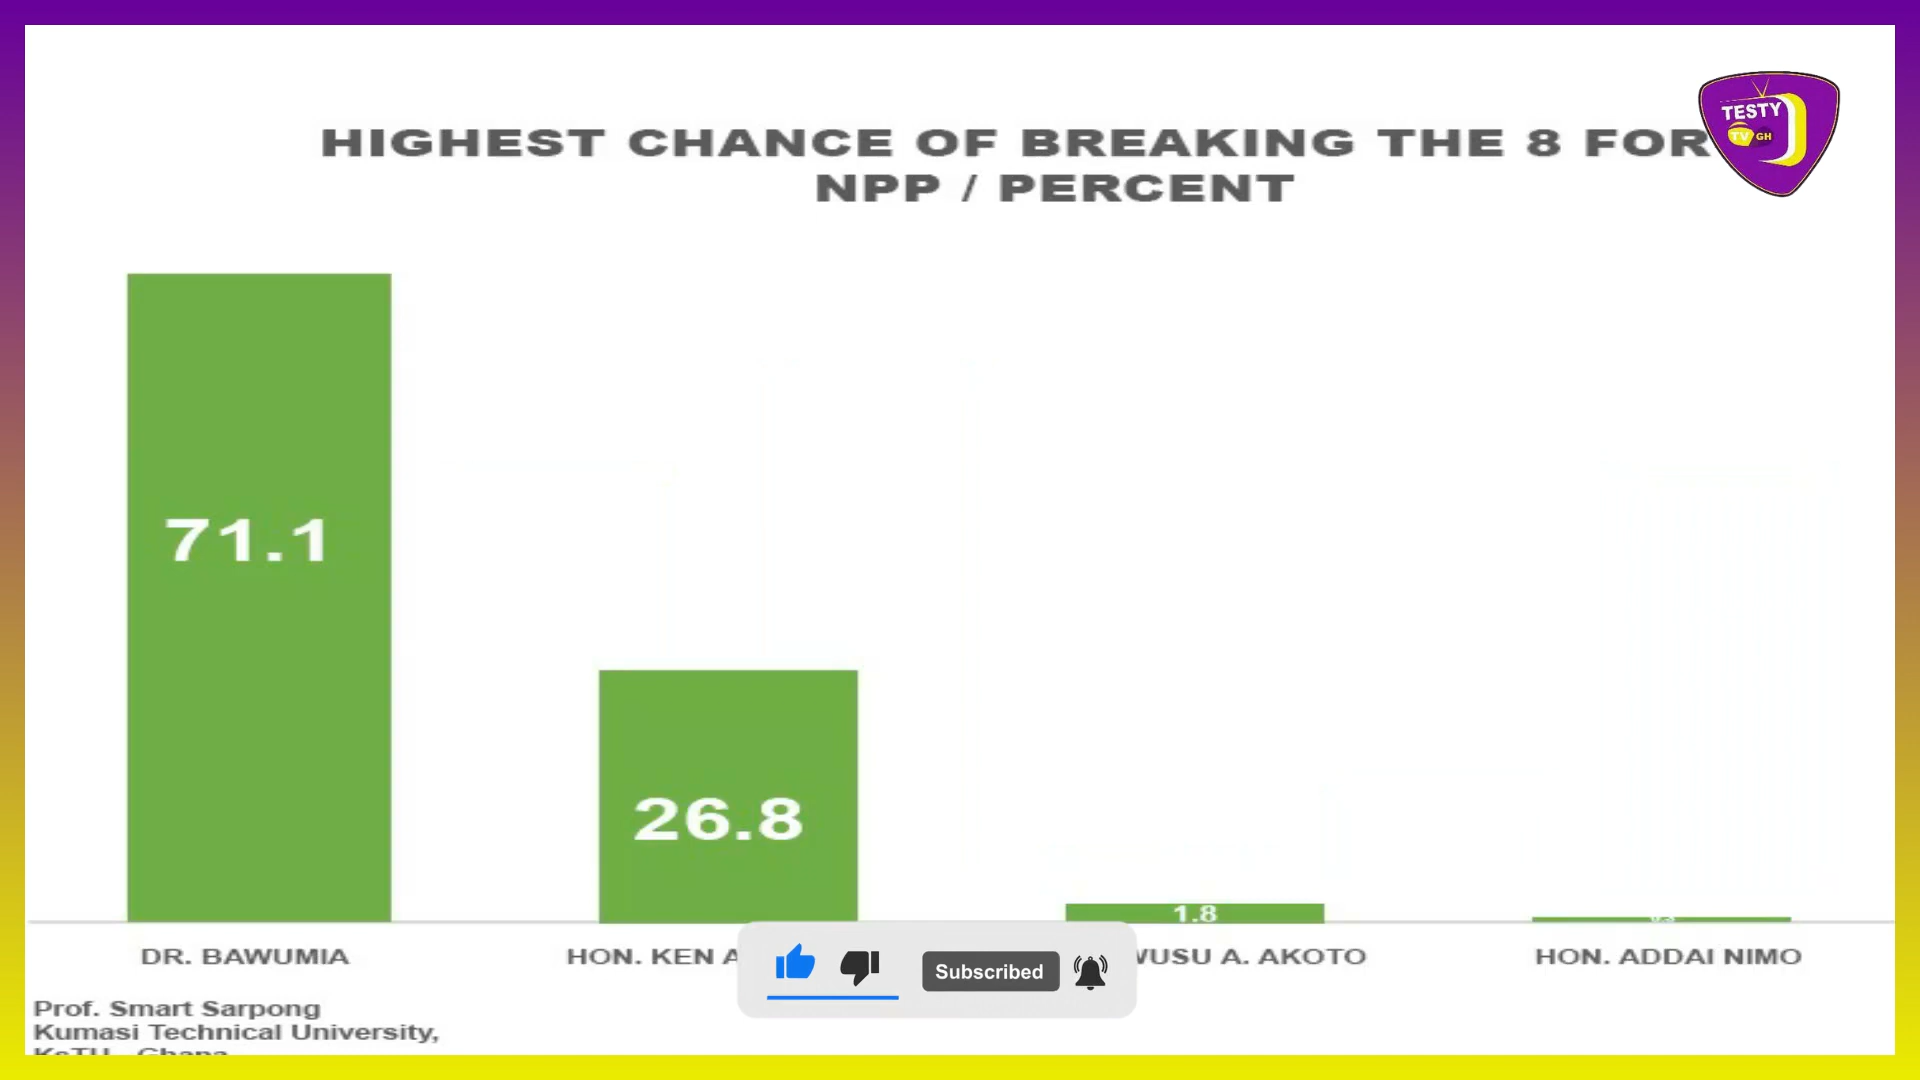 HIGHEST CHANCE OF BREAKING THE 8 FOR
NPP / PERCENT
TESTY
TV GH
71.1
26.8
1.8
DR. BAWUMIA
HON. KEN A
A. AKOTO
HON. ADDAI NIMO
Subscribed
Prof. Smart Sarpong
Kumasi Technical University,